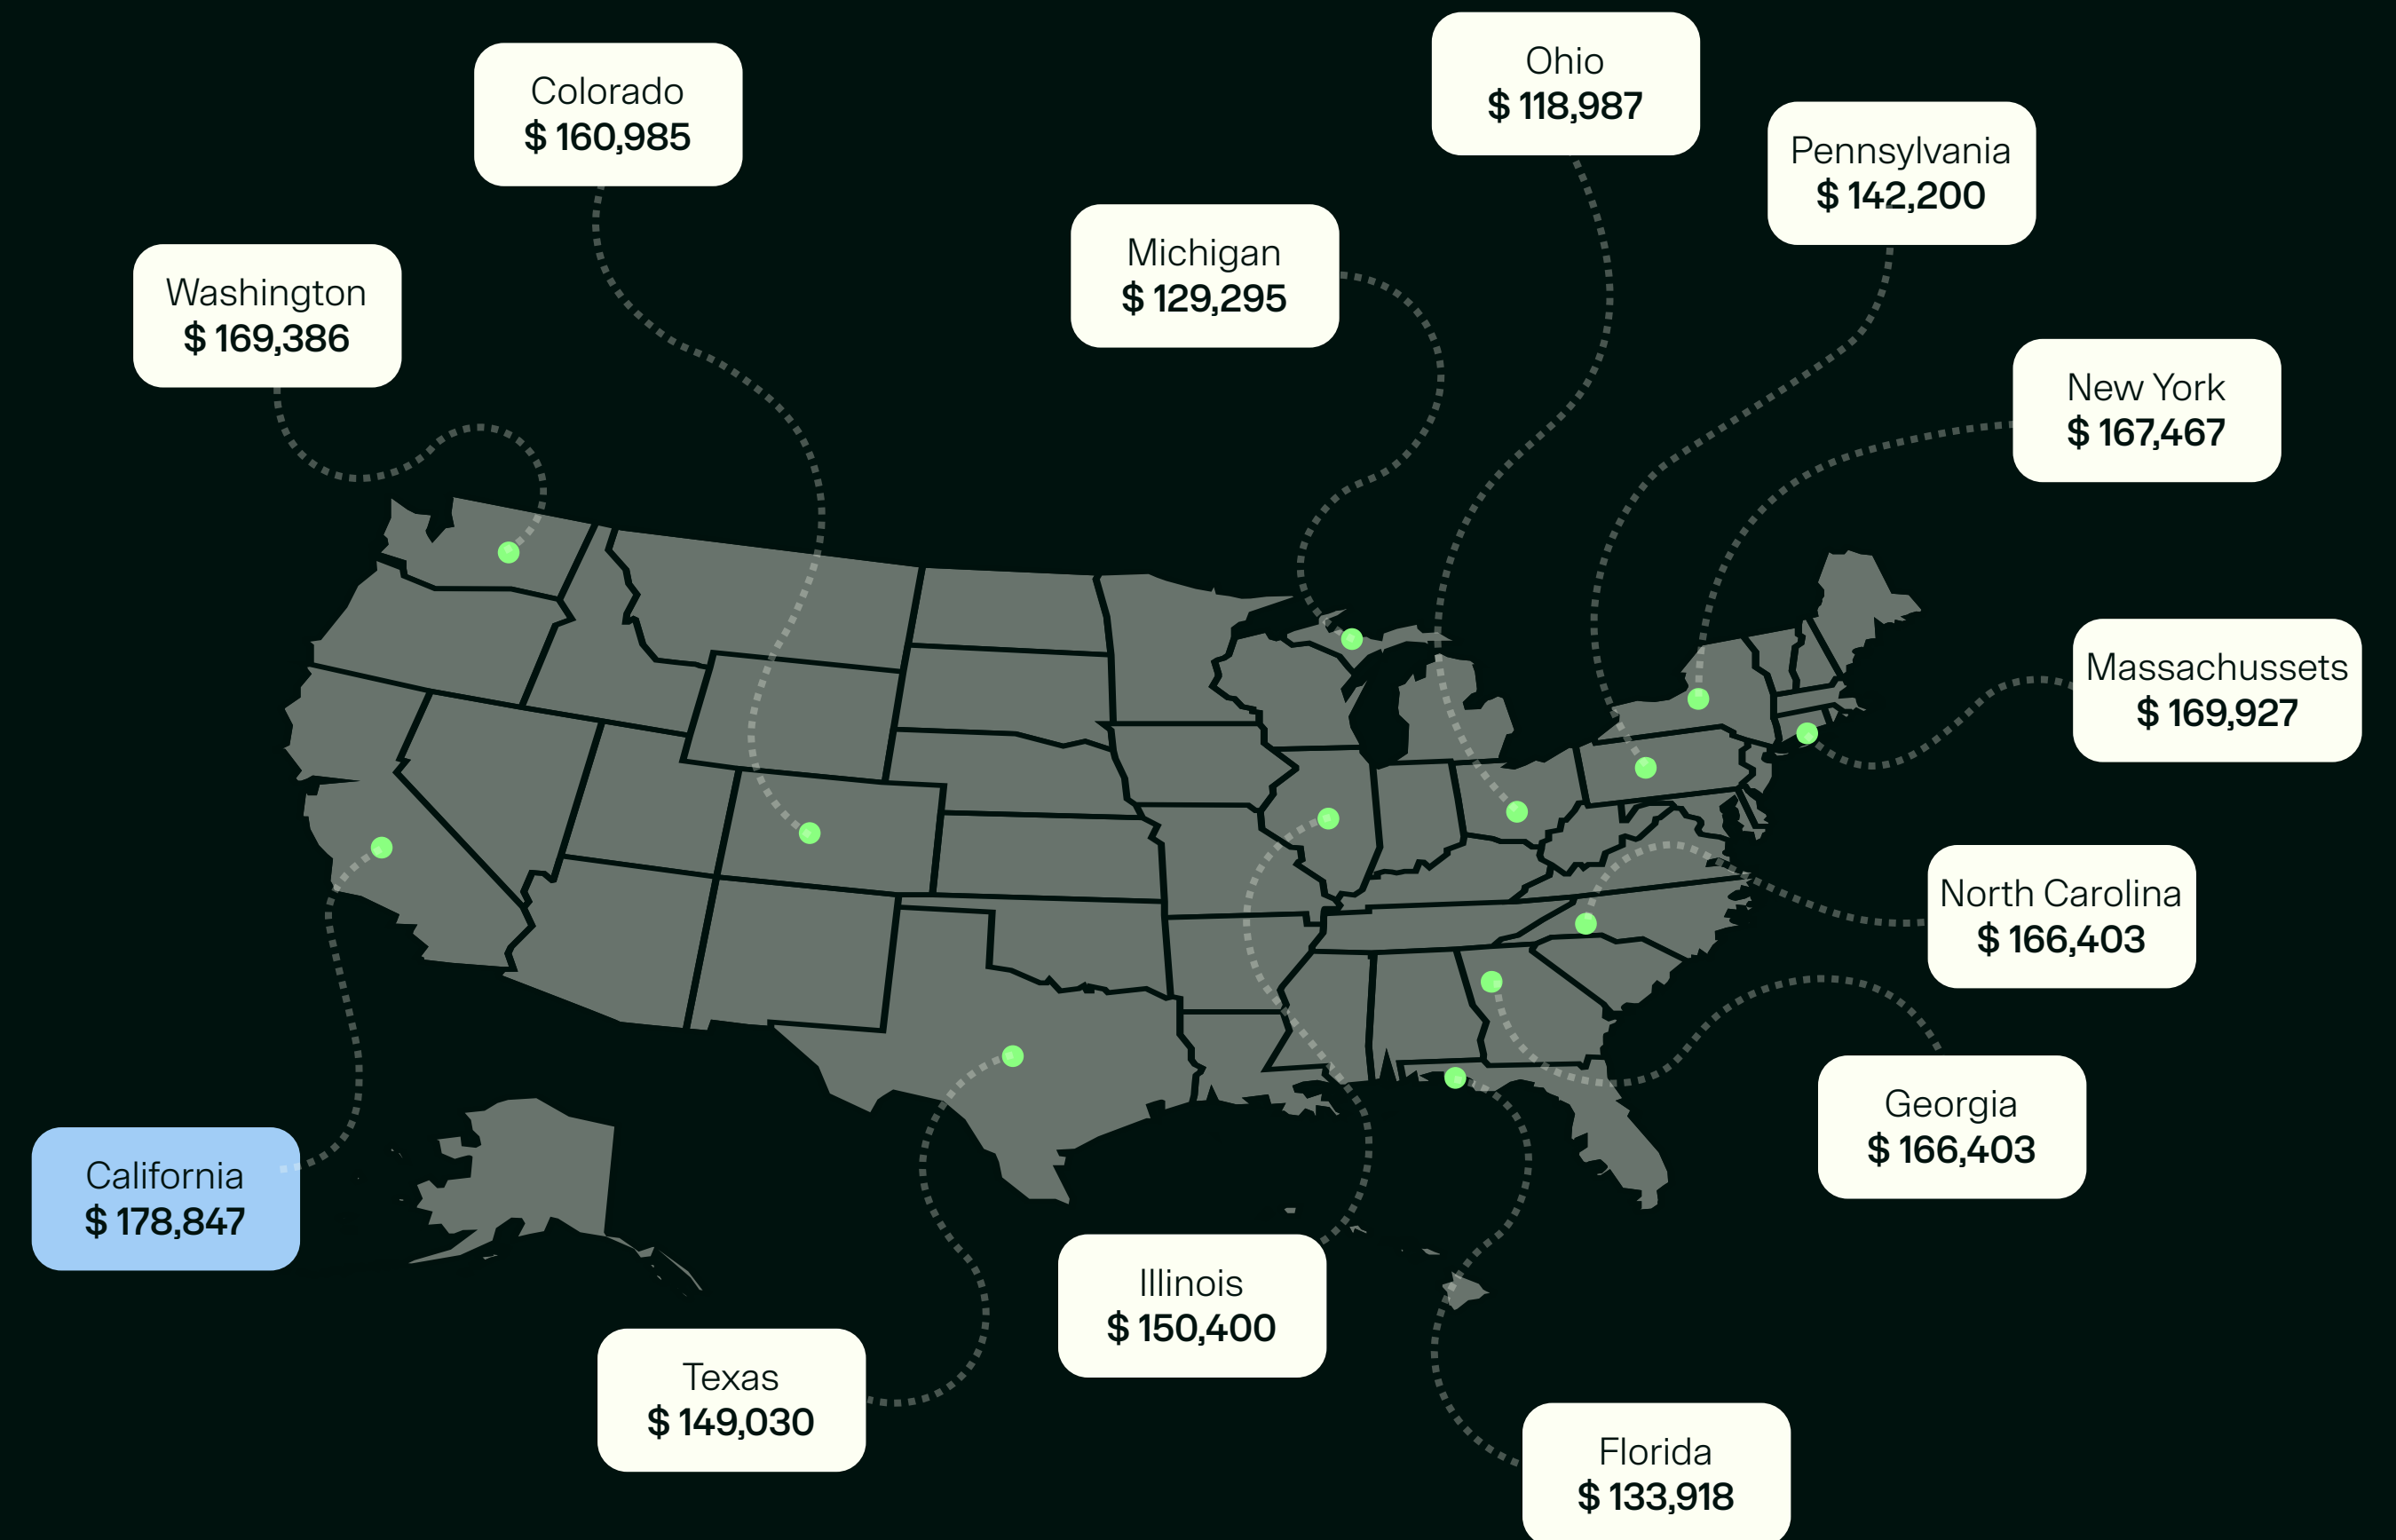 Ohio
$ 118,987
Colorado
$ 160,985
Pennsylvania
$ 142,200
Michigan
$ 129,295
Washington
$ 169,386
New York
$ 167,467
Massachussets
$ 169,927
North Carolina
$ 166,403
Georgia
$ 166,403
California
$ 178,847
Illinois
$ 150,400
Texas
$ 149,030
Florida
$ 133,918